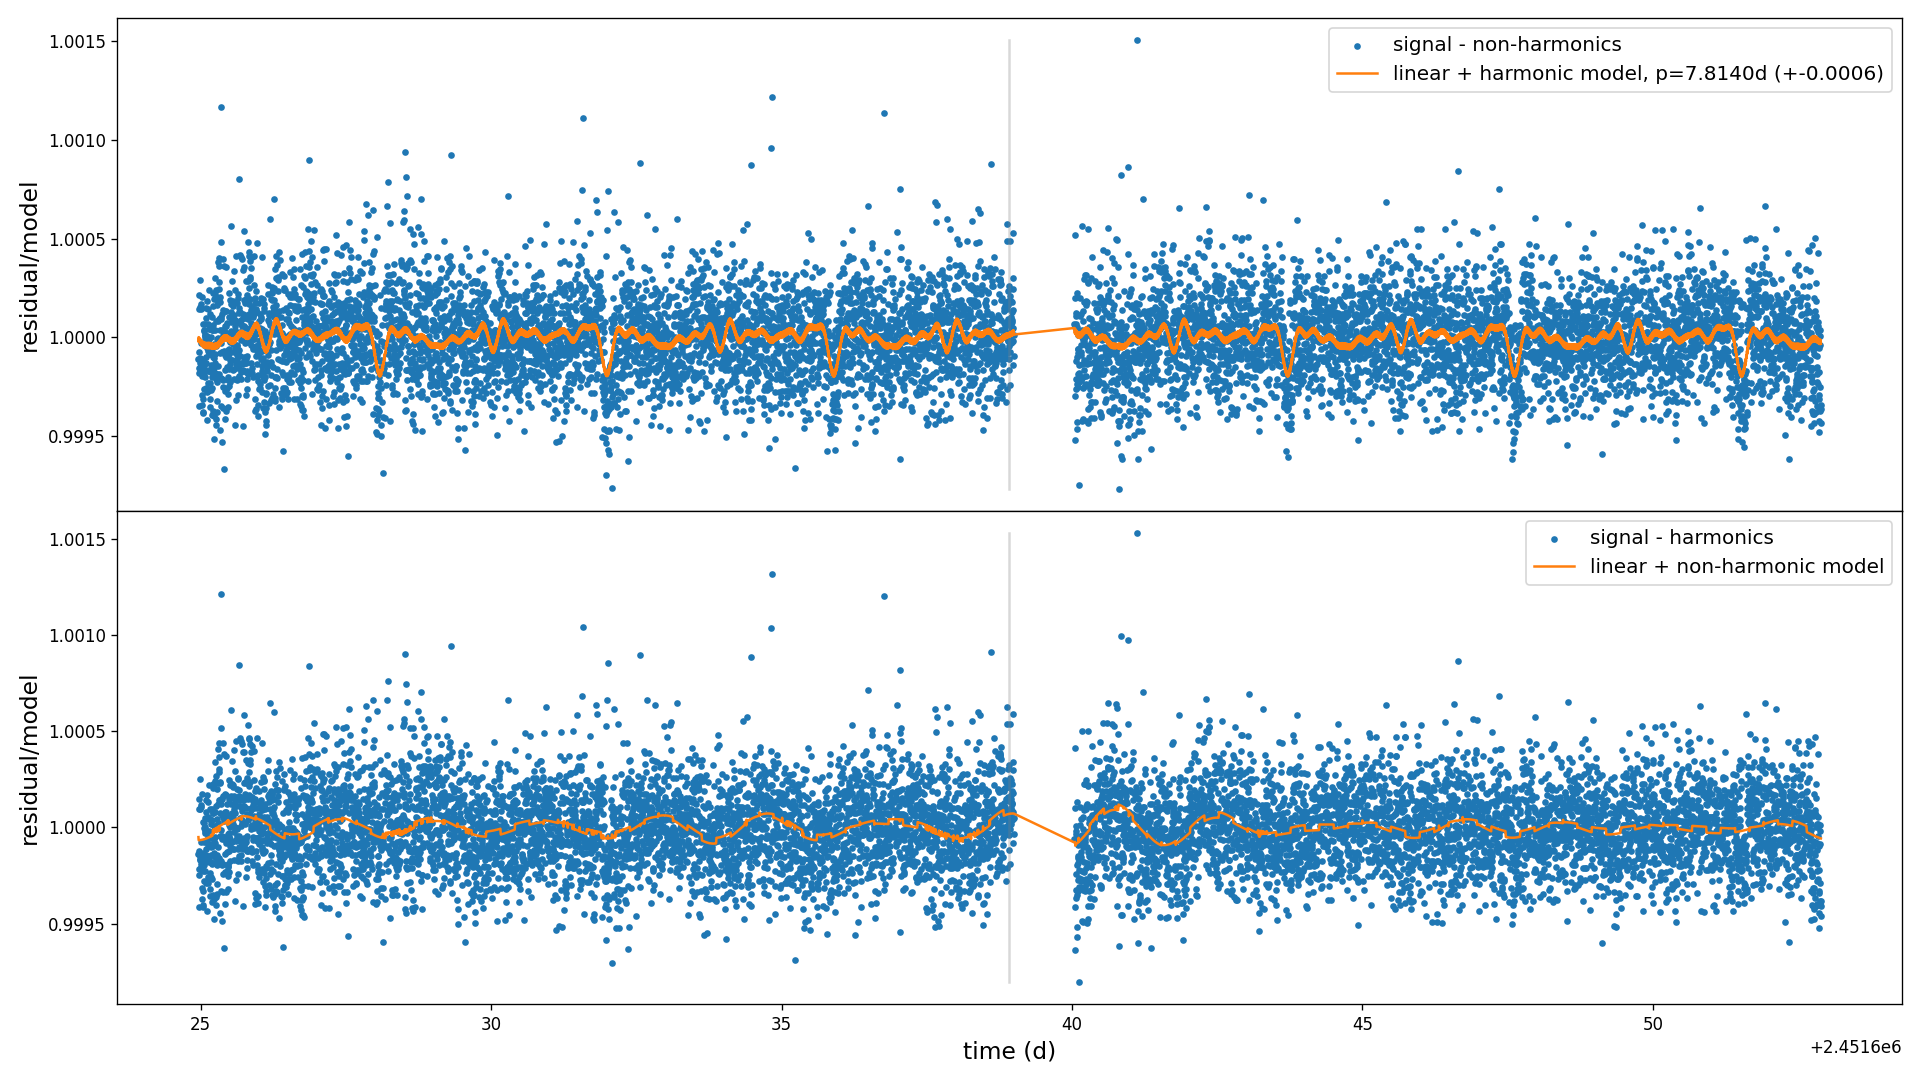 1.0015
signal - non-harmonics
linear + harmonic model, p=7.8140d (+-0.0006)
1.0010
1.0005
1.0000
0.9995
residual/model
1.0015
signal - harmonics
linear + non-harmonic model
1.0010
1.0005
1.0000
0.9995
residual/model
25
30
35
40
45
50
time (d)
+2.4516e6